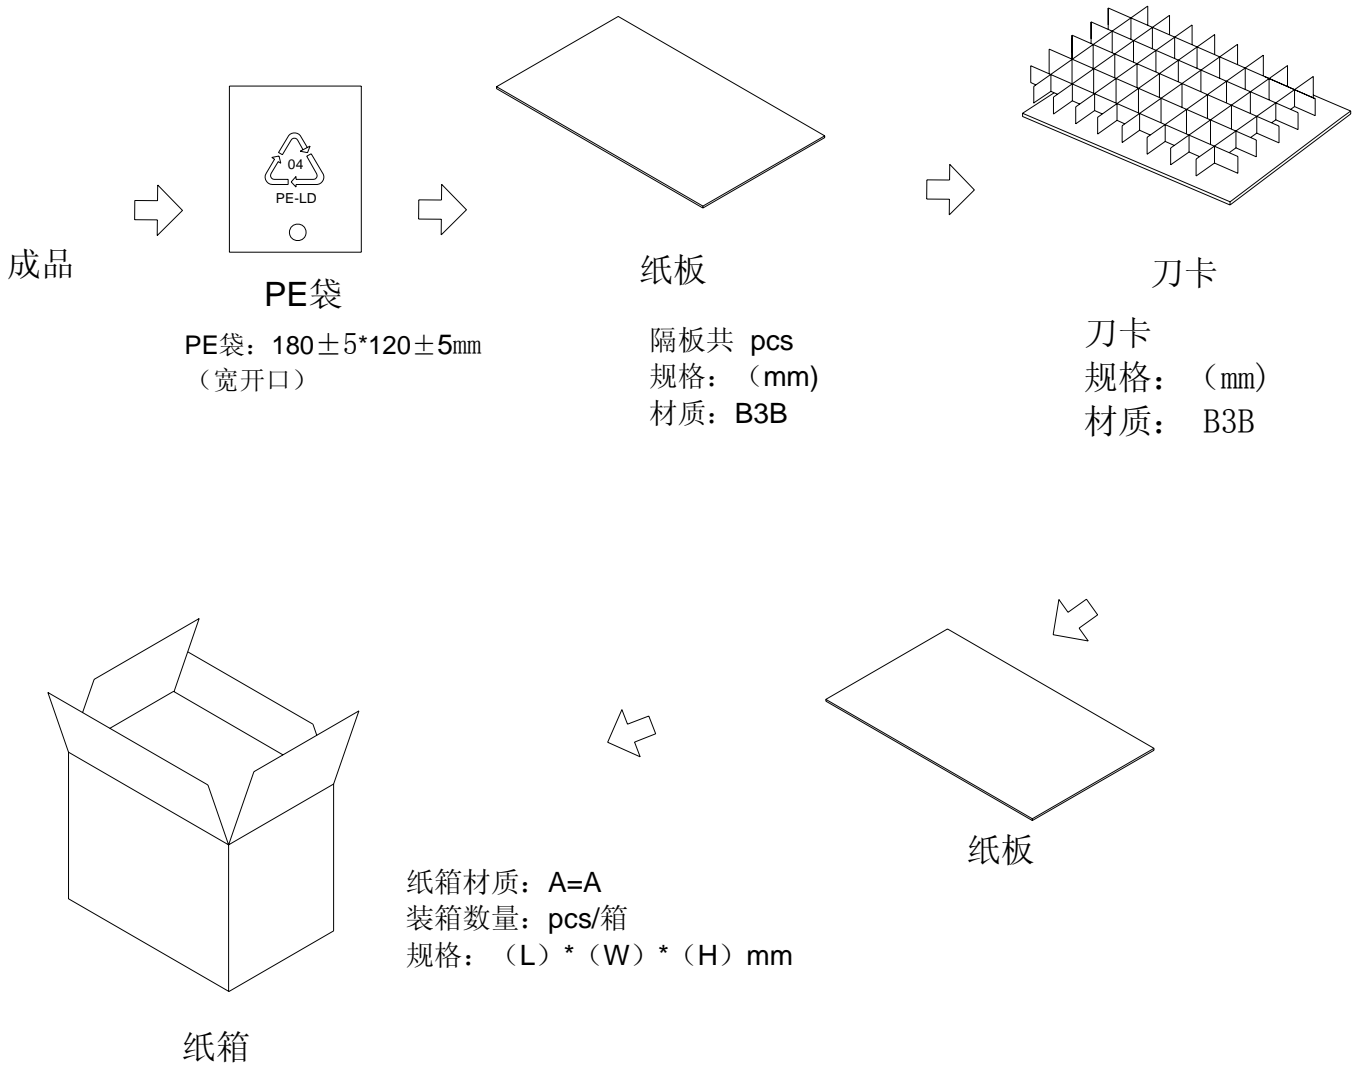 04
PE-LD
成品
PE袋
PE袋：180±5*120±5mm
（宽开口）
纸板
隔板共 pcs
规格：（mm)
材质：B3B
刀卡
刀卡
规格：（mm)
材质： B3B
纸板
纸箱材质：A=A
装箱数量：pcs/箱
规格：（L）*（W）*（H）mm
纸箱